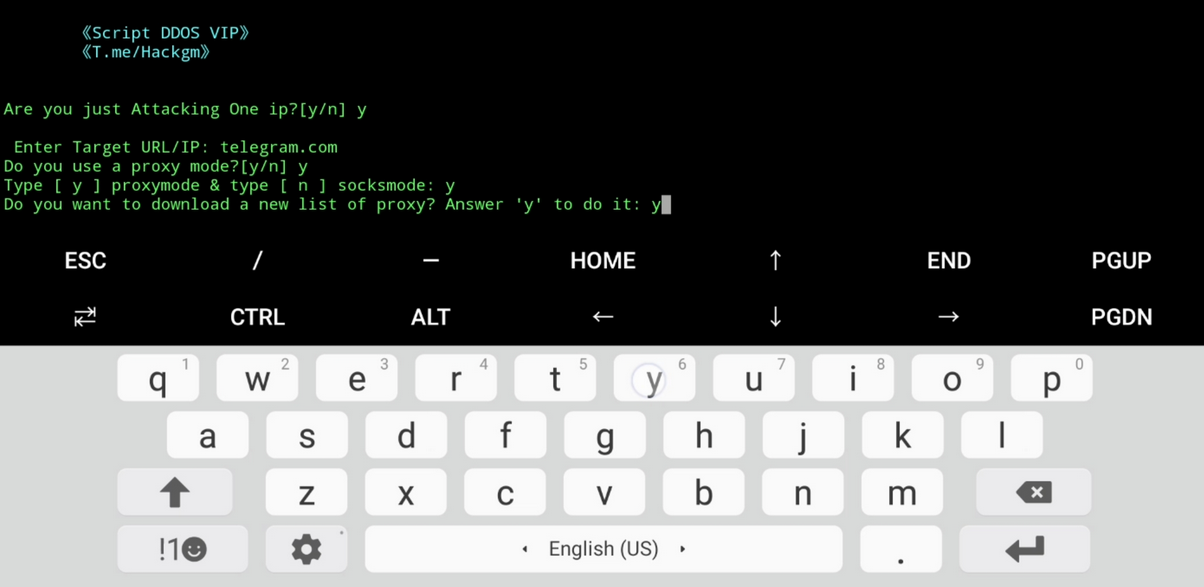 《Script DDOS VIP》
《T.me/Hackgm》
Are you just Attacking One ip?[y/n] y
Enter Target URL/IP: telegram.com
Do you use a proxy mode?[y/n] y
Type [ y ] proxymode & type [ n ] socksmode: y
Do you want to download a new list of proxy? Answer 'y' to do it: y
ESC / — HOME ↑ END PGUP
⇄ CTRL ALT ← ↓ → PGDN
q 1 w 2 e 3 r 4 t 5 y 6 u 7 i 8 o 9 p 0
a s d f g h j k l
z x c v b n m
!1☻ English (US) .